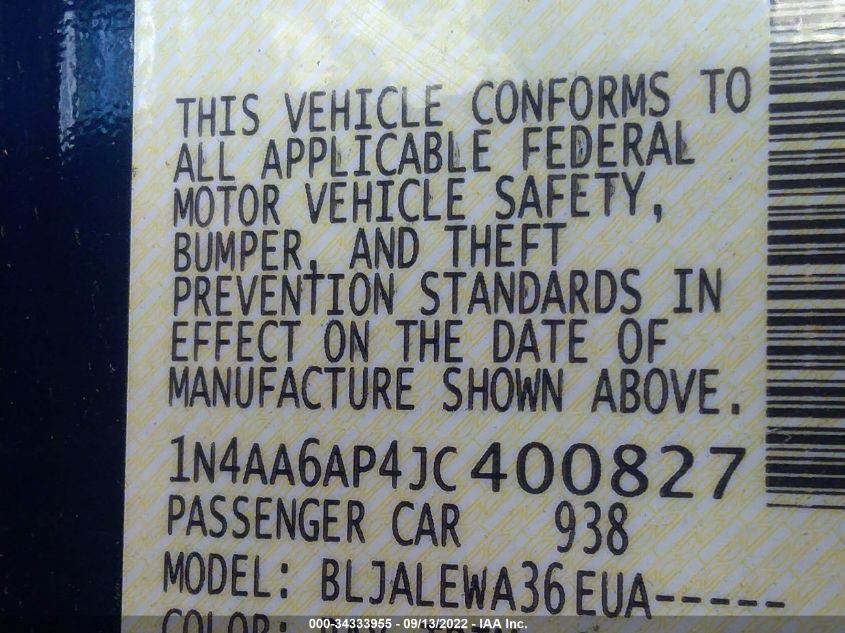 THIS VEHICLE CONFORMS TO
ALL APPLICABLE FEDERAL
MOTOR VEHICLE SAFETY,
BUMPER, AND THEFT
PREVENTION STANDARDS IN
EFFECT ON THE DATE OF
MANUFACTURE SHOWN ABOVE.
1N4AA6AP4JC400827
PASSENGER CAR 938
MODEL: BLJALEWA36EUA-----
COLOR:
000-34333955 - 09/13/2022 - IAA Inc.